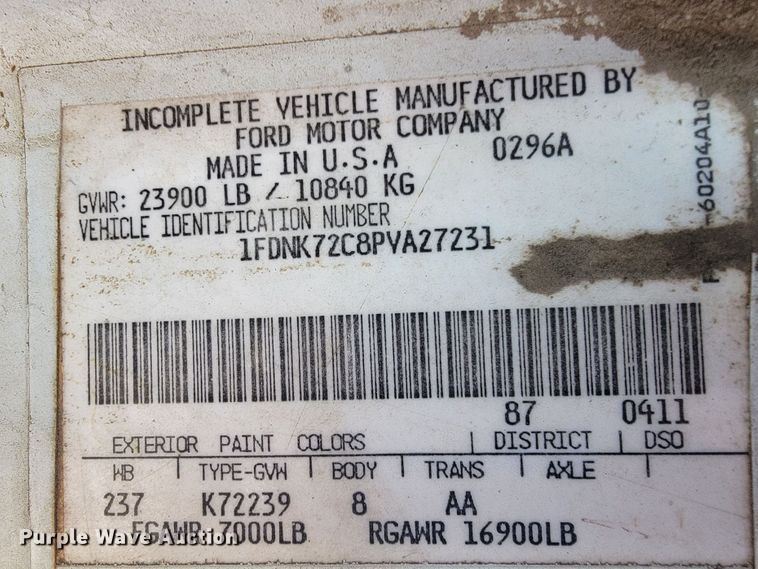 INCOMPLETE VEHICLE MANUFACTURED BY
FORD MOTOR COMPANY
MADE IN U.S.A 0296A
GVWR: 23900 LB / 10840 KG
VEHICLE IDENTIFICATION NUMBER
1FDNK72C8PVA27231
60204A10-
87 0411
EXTERIOR PAINT COLORS DISTRICT DSO
WB TYPE-GVW BODY TRANS AXLE
237 K72239 8 AA
FGAWR 7000LB RGAWR 16900LB
Purple Wave Auction